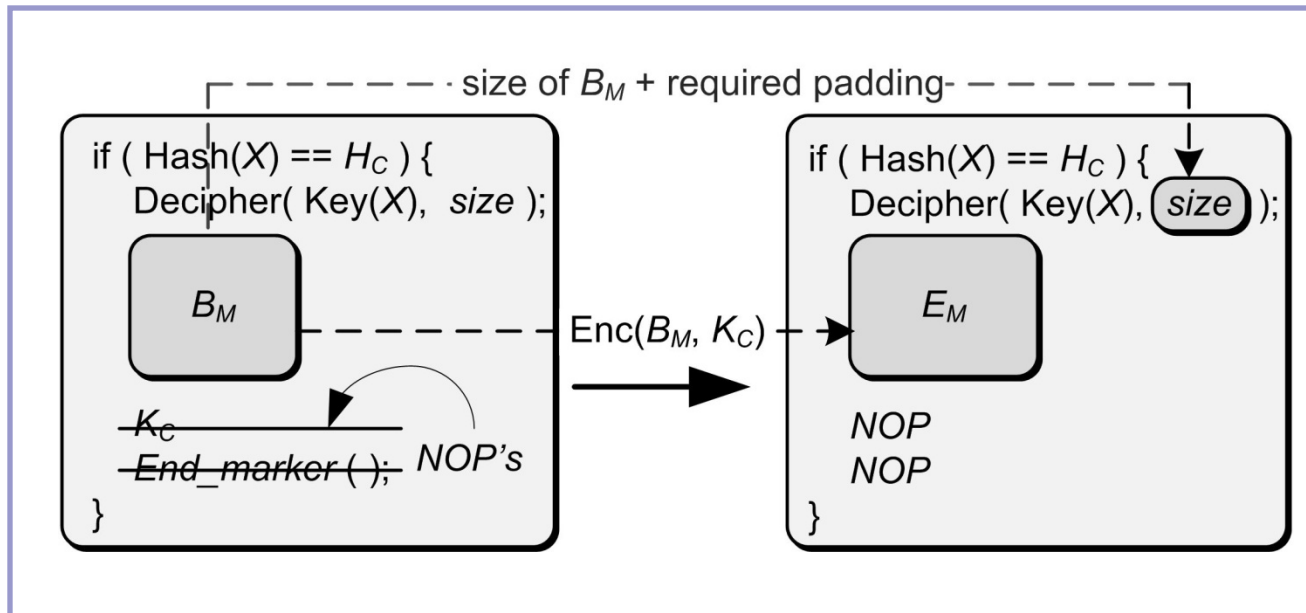 size of B_M + required padding
if ( Hash(X) == H_C ) {
Decipher( Key(X), size );
B_M
K_C
End_marker ( );
NOP's
}
Enc(B_M, K_C)
if ( Hash(X) == H_C ) {
Decipher( Key(X), size );
E_M
NOP
NOP
}